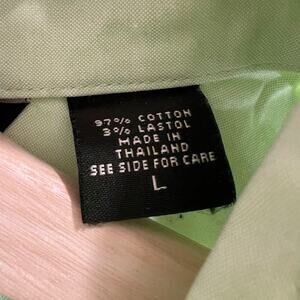 97% COTTON
3% LASTOL
MADE IN
THAILAND
SEE SIDE FOR CARE
L